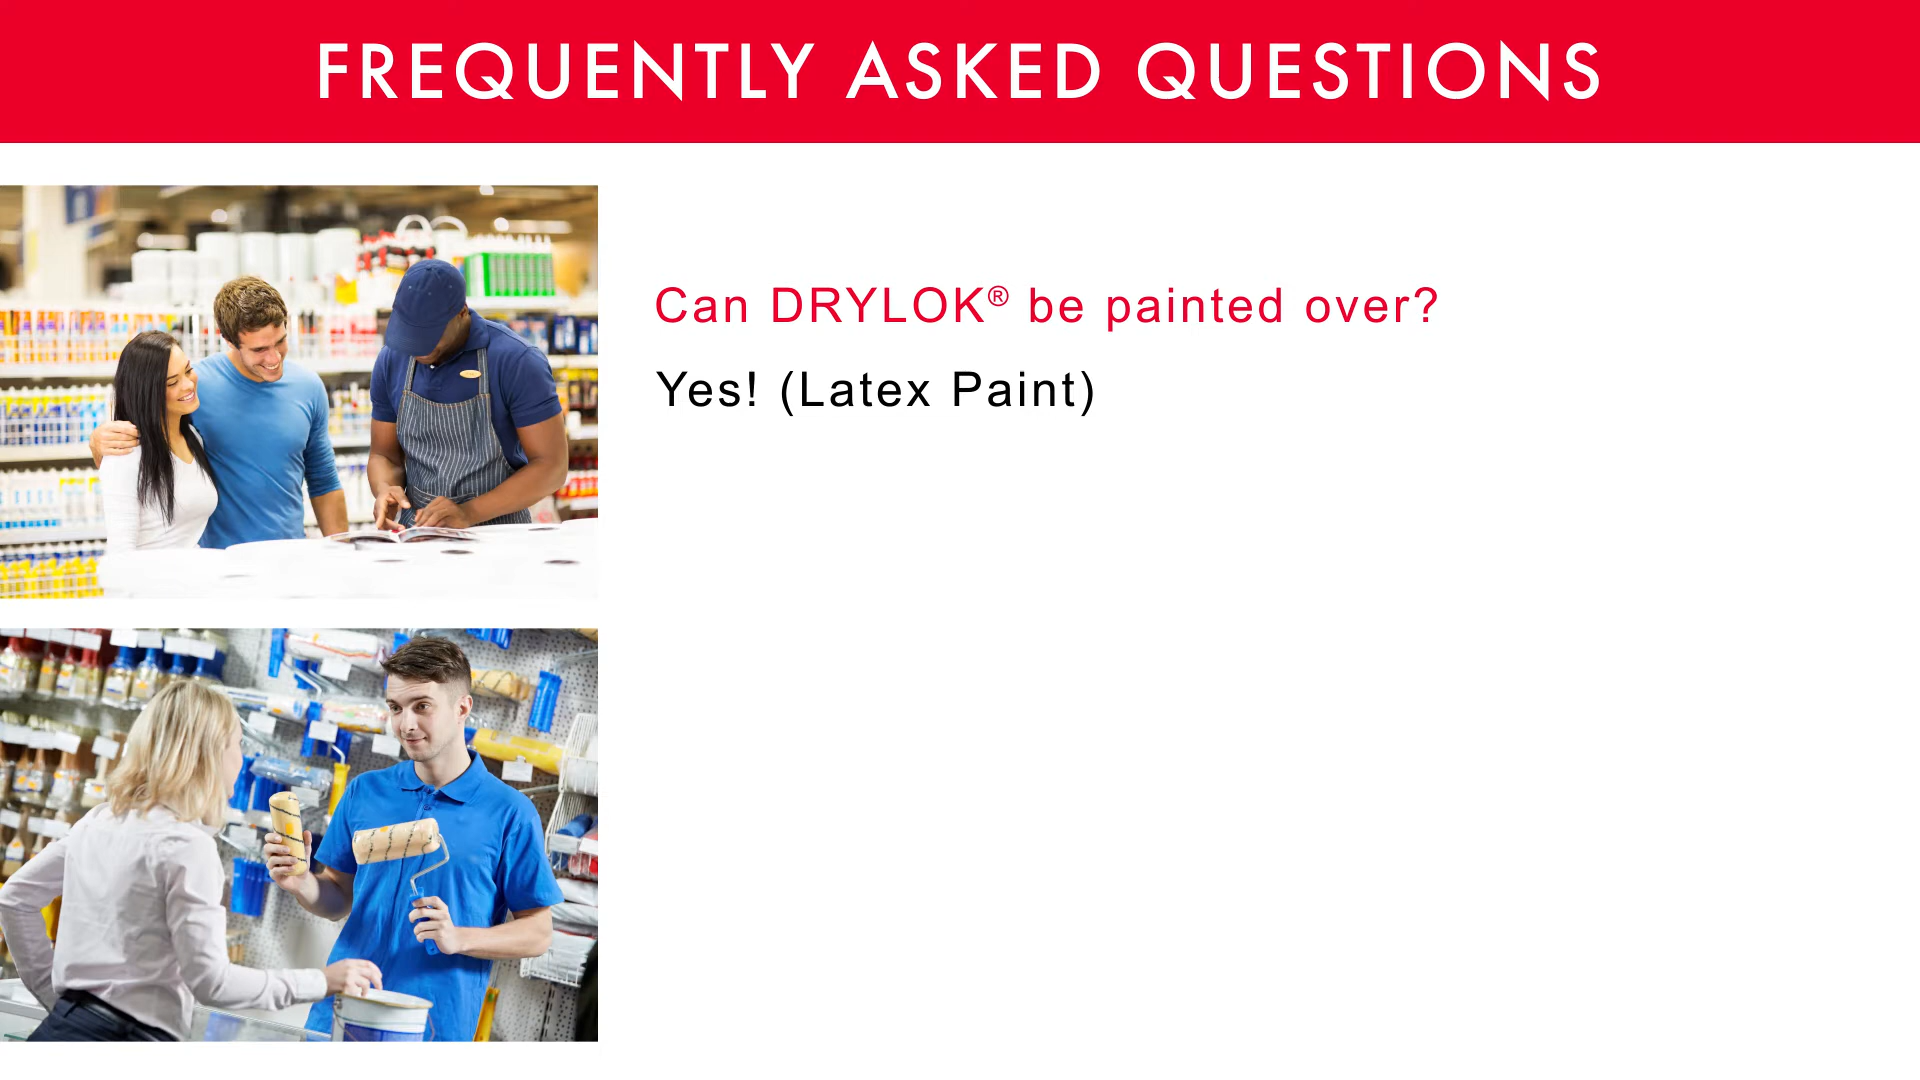 FREQUENTLY ASKED QUESTIONS
Can DRYLOK® be painted over?
Yes! (Latex Paint)